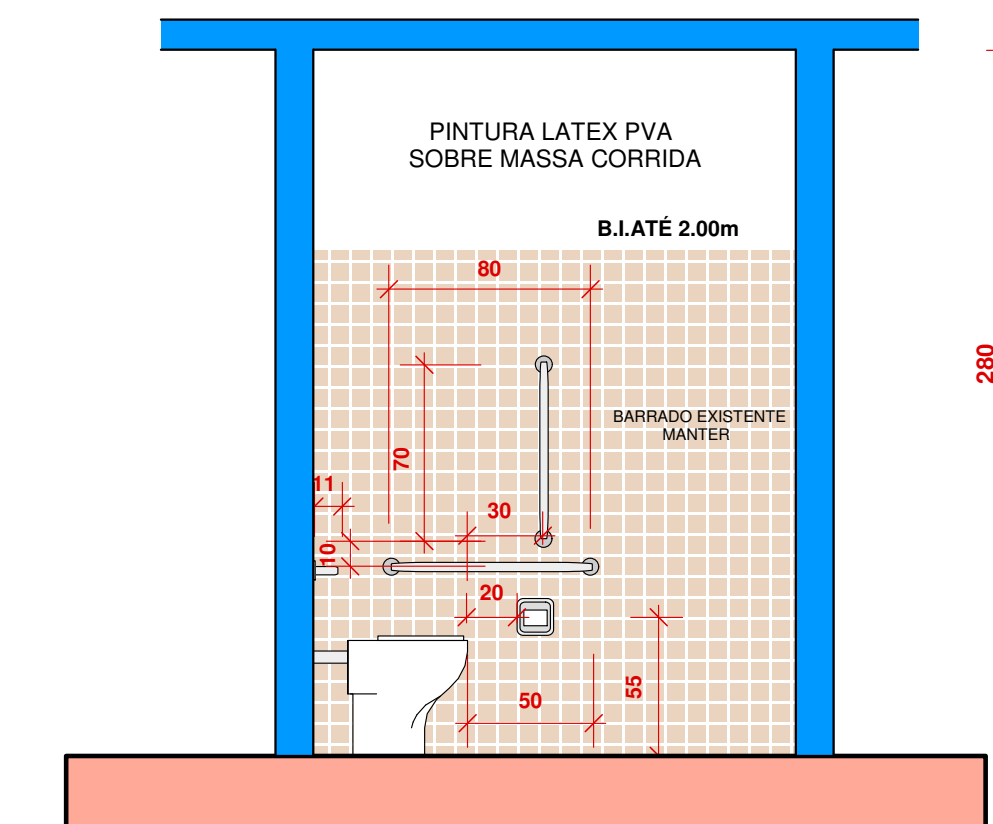 PINTURA LATEX PVA
SOBRE MASSA CORRIDA
B.I.ATÉ 2.00m
80
280
BARRADO EXISTENTE
MANTER
70
11
30
10
20
55
50